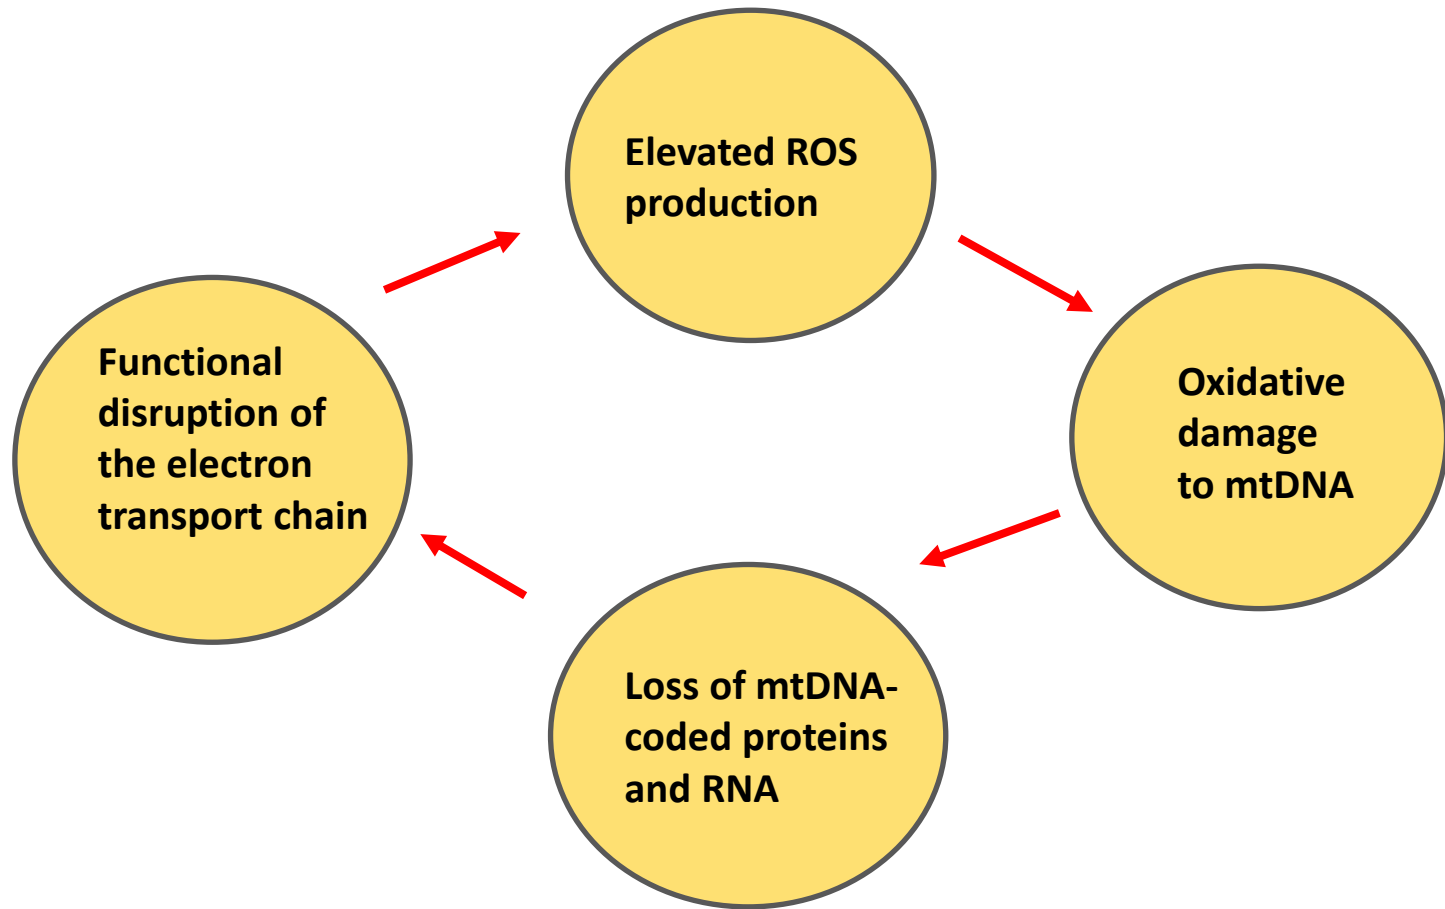 Elevated ROS
production
Functional
disruption of
the electron
transport chain
Oxidative
damage
to mtDNA
Loss of mtDNA-
coded proteins
and RNA